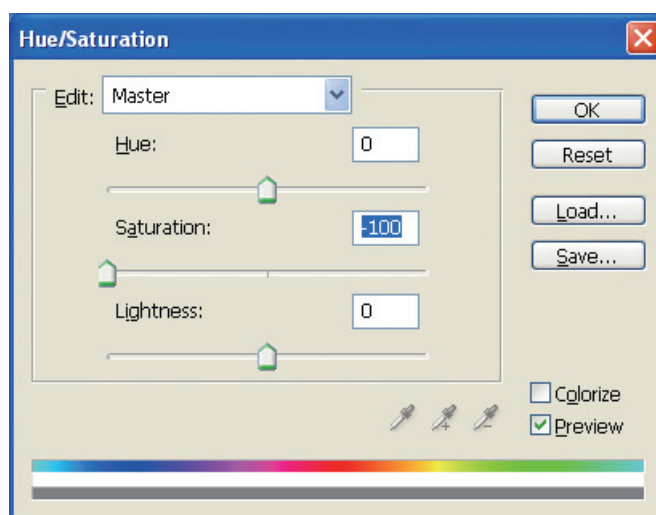 Hue/Saturation
Edit: Master
Hue: 0
Saturation: -100
Lightness: 0
OK
Reset
Load...
Save...
Colorize
Preview